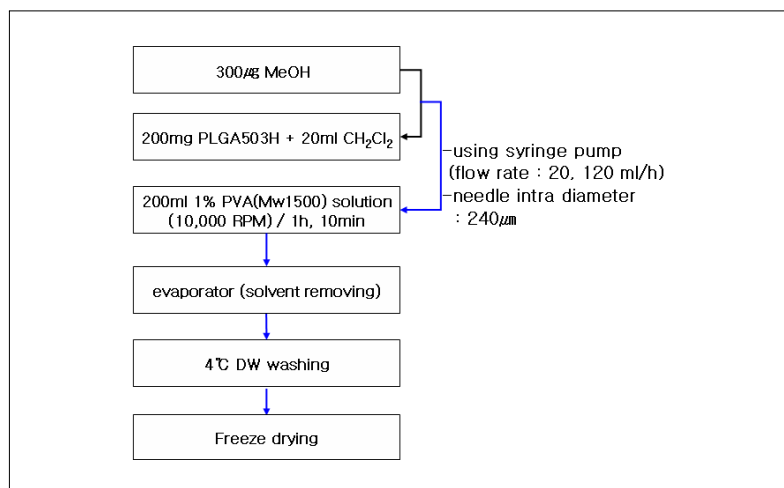 300㎍ MeOH
200mg PLGA503H + 20ml CH₂Cl₂
-using syringe pump
(flow rate : 20, 120 ml/h)
-needle intra diameter
: 240㎛
200ml 1% PVA(Mw1500) solution
(10,000 RPM) / 1h, 10min
evaporator (solvent removing)
4℃ DW washing
Freeze drying